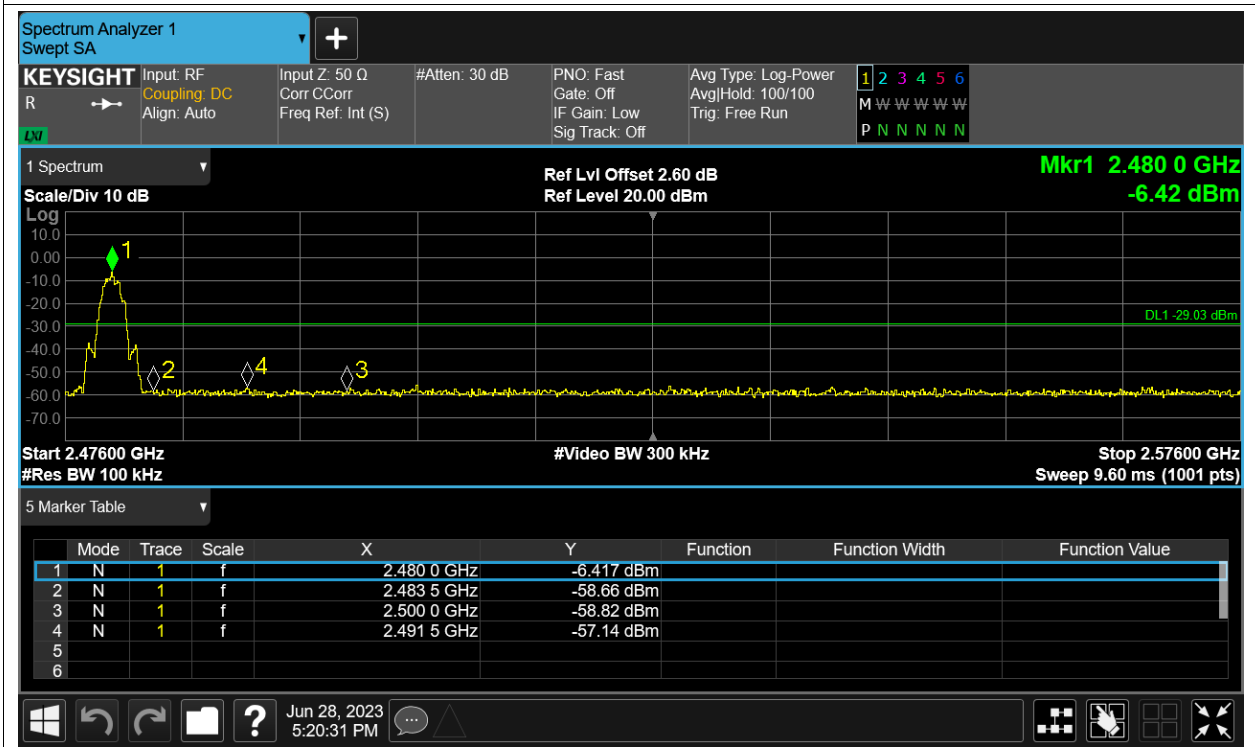 Spectrum Analyzer 1
Swept SA
+
KEYSIGHT Input: RF Input Z: 50 Ω #Atten: 30 dB PNO: Fast Avg Type: Log-Power 1 2 3 4 5 6
R Coupling: DC Corr CCorr Gate: Off Avg|Hold: 100/100 M W W W W W
Align: Auto Freq Ref: Int (S) IF Gain: Low Trig: Free Run
LXI Sig Track: Off P N N N N N
1 Spectrum Ref Lvl Offset 2.60 dB Mkr1 2.480 0 GHz
Scale/Div 10 dB Ref Level 20.00 dBm -6.42 dBm
Log
10.0
0.00
-10.0
-20.0
-30.0
-40.0
-50.0
-60.0
-70.0
1
2
4
3
DL1 -29.03 dBm
Start 2.47600 GHz #Video BW 300 kHz Stop 2.57600 GHz
#Res BW 100 kHz Sweep 9.60 ms (1001 pts)
5 Marker Table
Mode Trace Scale X Y Function Function Width Function Value
1 N 1 f 2.480 0 GHz -6.417 dBm
2 N 1 f 2.483 5 GHz -58.66 dBm
3 N 1 f 2.500 0 GHz -58.82 dBm
4 N 1 f 2.491 5 GHz -57.14 dBm
5
6
? Jun 28, 2023
5:20:31 PM